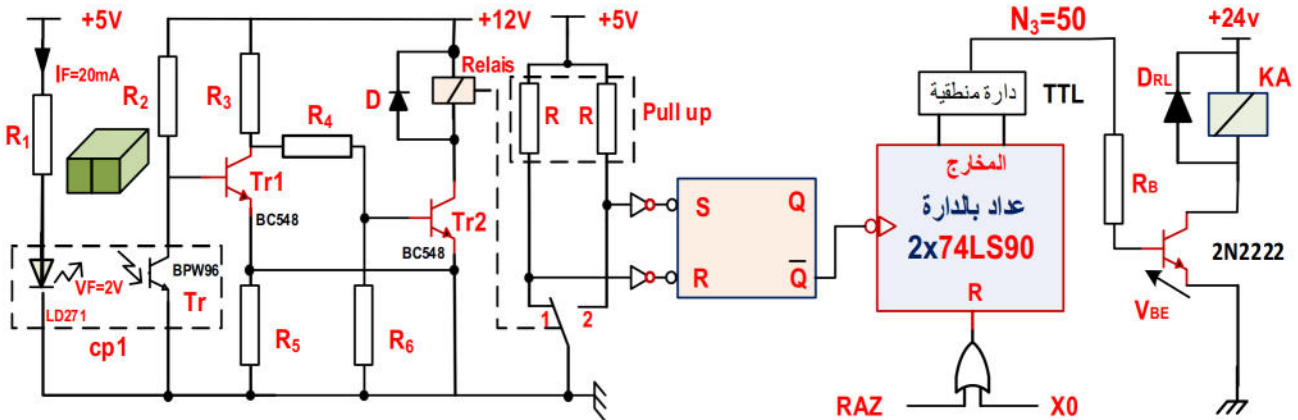 +5V
IF=20mA
R1
R2
R3
R4
Tr1
BC548
BPW96
VF=2V
Tr
LD271
cp1
R5
R6
+12V
Relais
D
Tr2
BC548
+5V
R
R
Pull up
1
2
S
Q
R
Q̅
N3=50
دارة منطقية
TTL
المخارج
عداد بالدارة
2x74LS90
R
RAZ
X0
+24v
DRL
KA
RB
2N2222
VBE